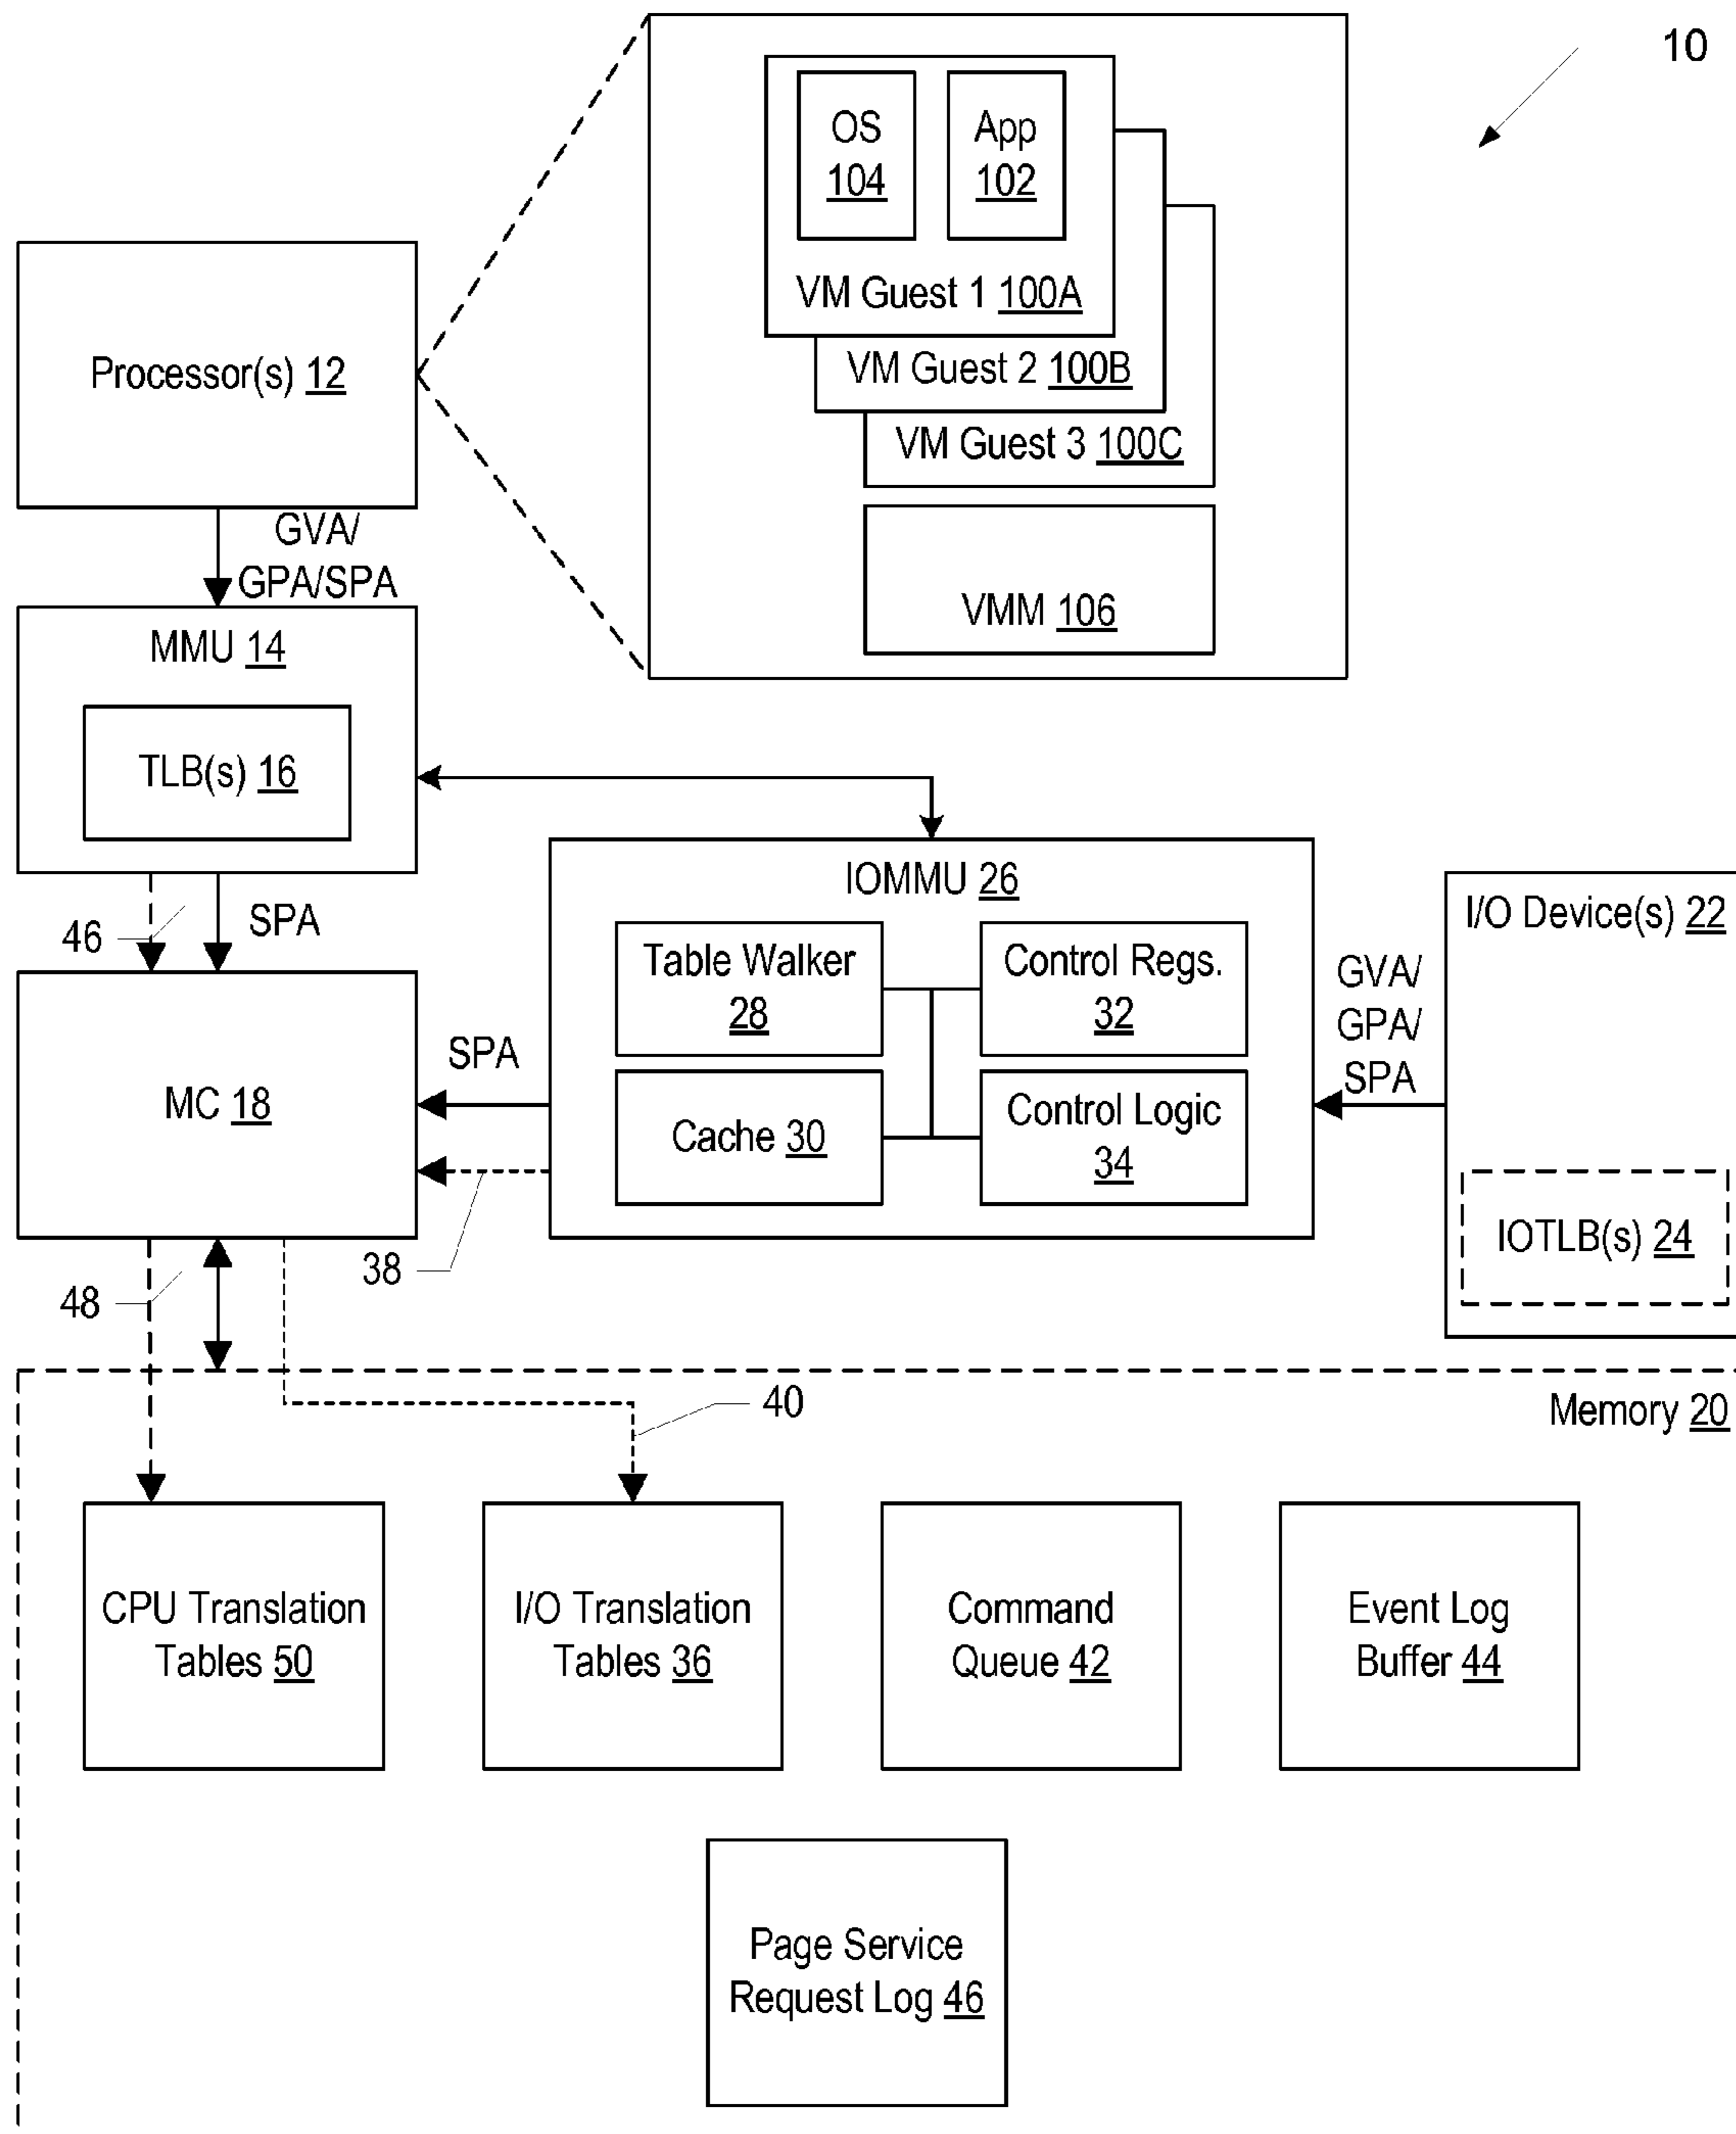 10
OS
104
App
102
VM Guest 1 100A
VM Guest 2 100B
VM Guest 3 100C
VMM 106
Processor(s) 12
GVA/
GPA/SPA
MMU 14
TLB(s) 16
46
SPA
IOMMU 26
Table Walker
28
Control Regs.
32
Cache 30
Control Logic
34
I/O Device(s) 22
GVA/
GPA/
SPA
IOTLB(s) 24
SPA
MC 18
38
48
40
Memory 20
CPU Translation
Tables 50
I/O Translation
Tables 36
Command
Queue 42
Event Log
Buffer 44
Page Service
Request Log 46